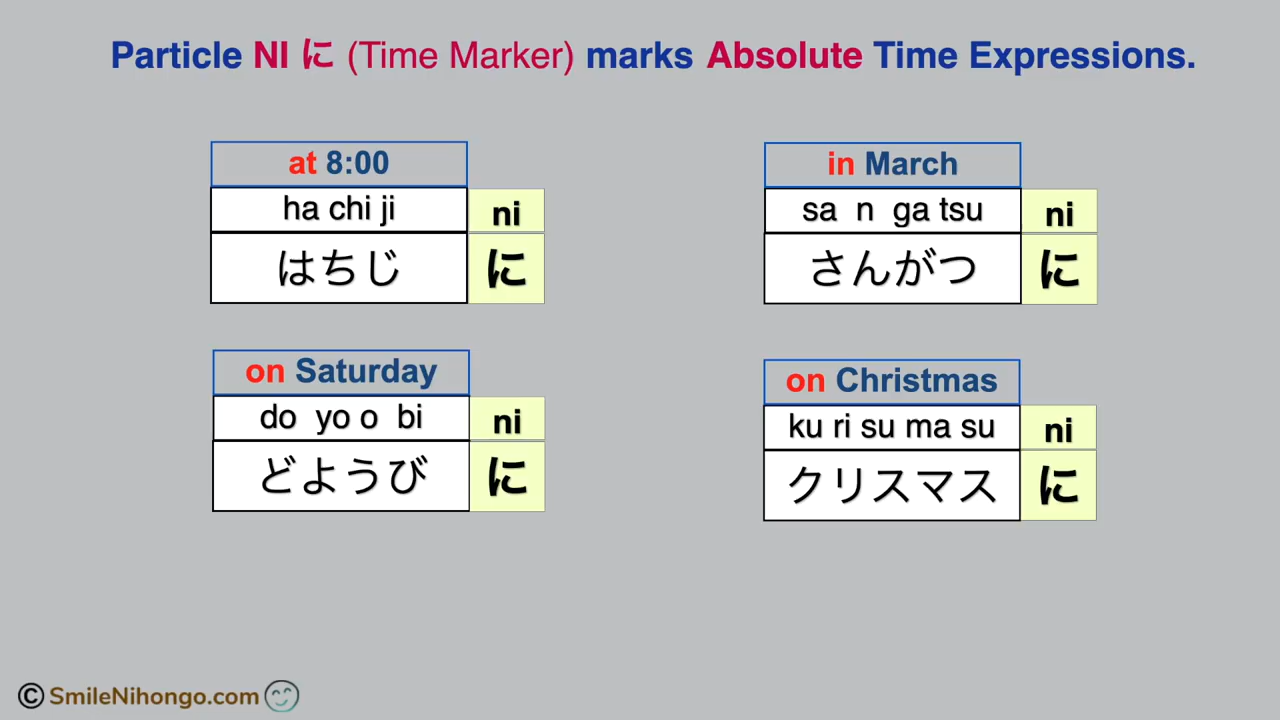 Particle NI に (Time Marker) marks Absolute Time Expressions.
at 8:00
ha chi ji ni
はちじ に
in March
sa n ga tsu ni
さんがつ に
on Saturday
do yo o bi ni
どようび に
on Christmas
ku ri su ma su ni
クリスマス に
© SmileNihongo.com